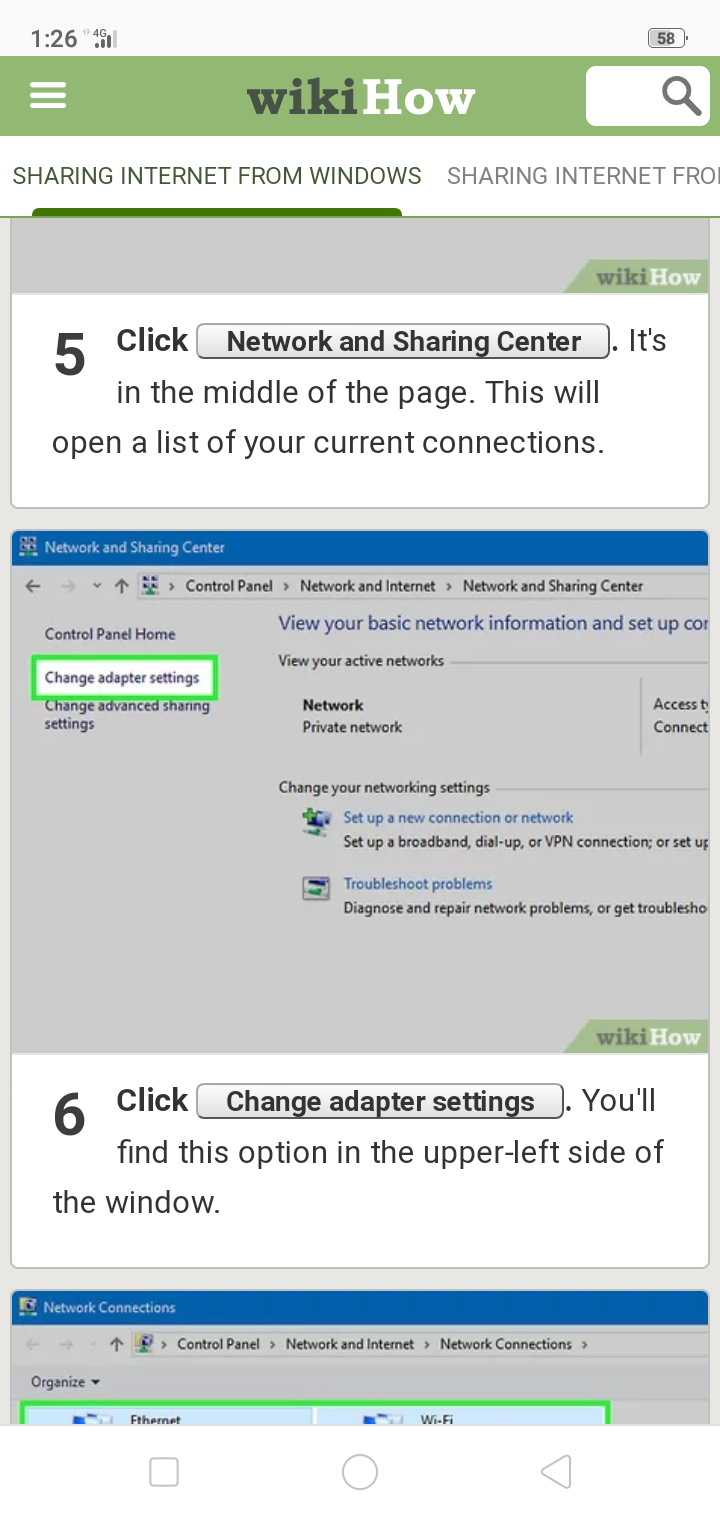 1:26 4G 58
wikiHow
SHARING INTERNET FROM WINDOWS SHARING INTERNET FRO
wikiHow
5 Click Network and Sharing Center. It's
in the middle of the page. This will
open a list of your current connections.
Network and Sharing Center
Control Panel > Network and Internet > Network and Sharing Center
Control Panel Home
Change adapter settings
Change advanced sharing
settings
View your basic network information and set up con
View your active networks
Network
Private network
Access ty
Connect
Change your networking settings
Set up a new connection or network
Set up a broadband, dial-up, or VPN connection; or set up
Troubleshoot problems
Diagnose and repair network problems, or get troublesho
wikiHow
6 Click Change adapter settings. You'll
find this option in the upper-left side of
the window.
Network Connections
Control Panel > Network and Internet > Network Connections >
Organize
Ethernet Wi-Fi